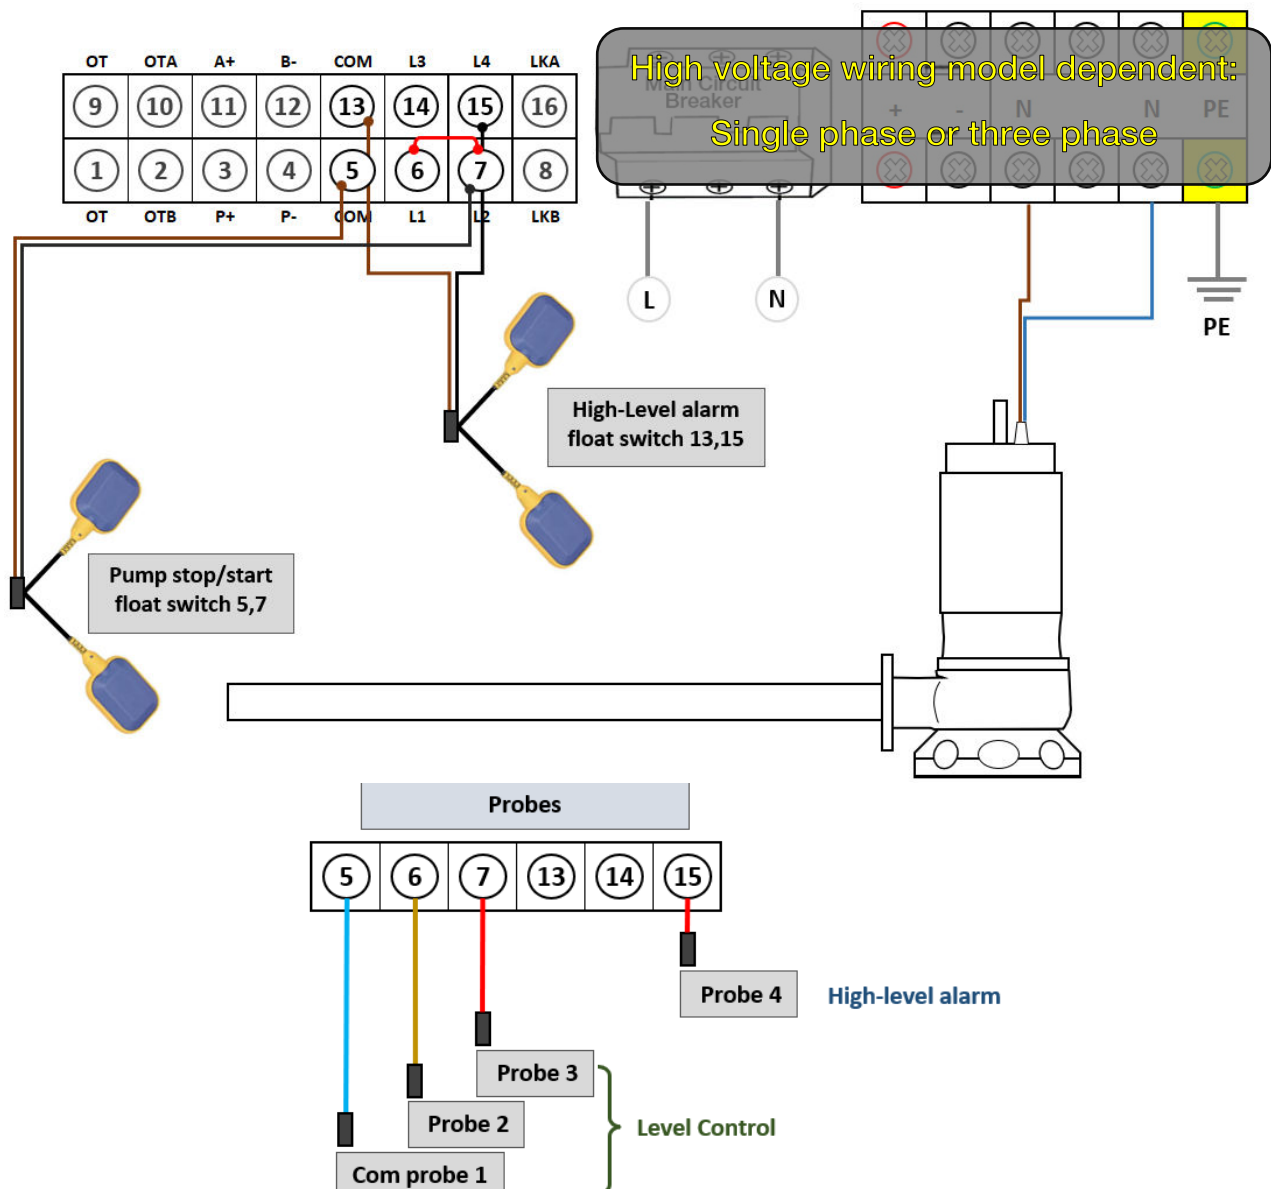 OT OTA A+ B- COM L3 L4 LKA
9 10 11 12 13 14 15 16
1 2 3 4 5 6 7 8
OT OTB P+ P- COM L1 L2 LKB
High voltage wiring model dependent:
Main Circuit
Breaker
+ - N N PE
Single phase or three phase
L N
PE
High-Level alarm
float switch 13,15
Pump stop/start
float switch 5,7
Probes
5 6 7 13 14 15
Probe 4 High-level alarm
Probe 3
Probe 2 Level Control
Com probe 1